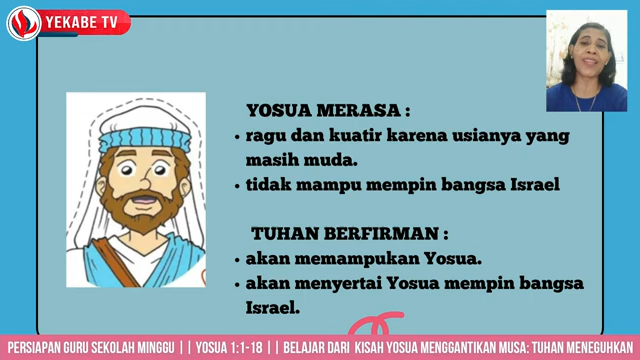 YEKABE TV
YOSUA MERASA :
• ragu dan kuatir karena usianya yang
masih muda.
• tidak mampu mempin bangsa Israel
TUHAN BERFIRMAN :
• akan memampukan Yosua.
• akan menyertai Yosua mempin bangsa
Israel.
PERSIAPAN GURU SEKOLAH MINGGU || YOSUA 1:1-18 || BELAJAR DARI KISAH YOSUA MENGGANTIKAN MUSA: TUHAN MENEGUHKAN